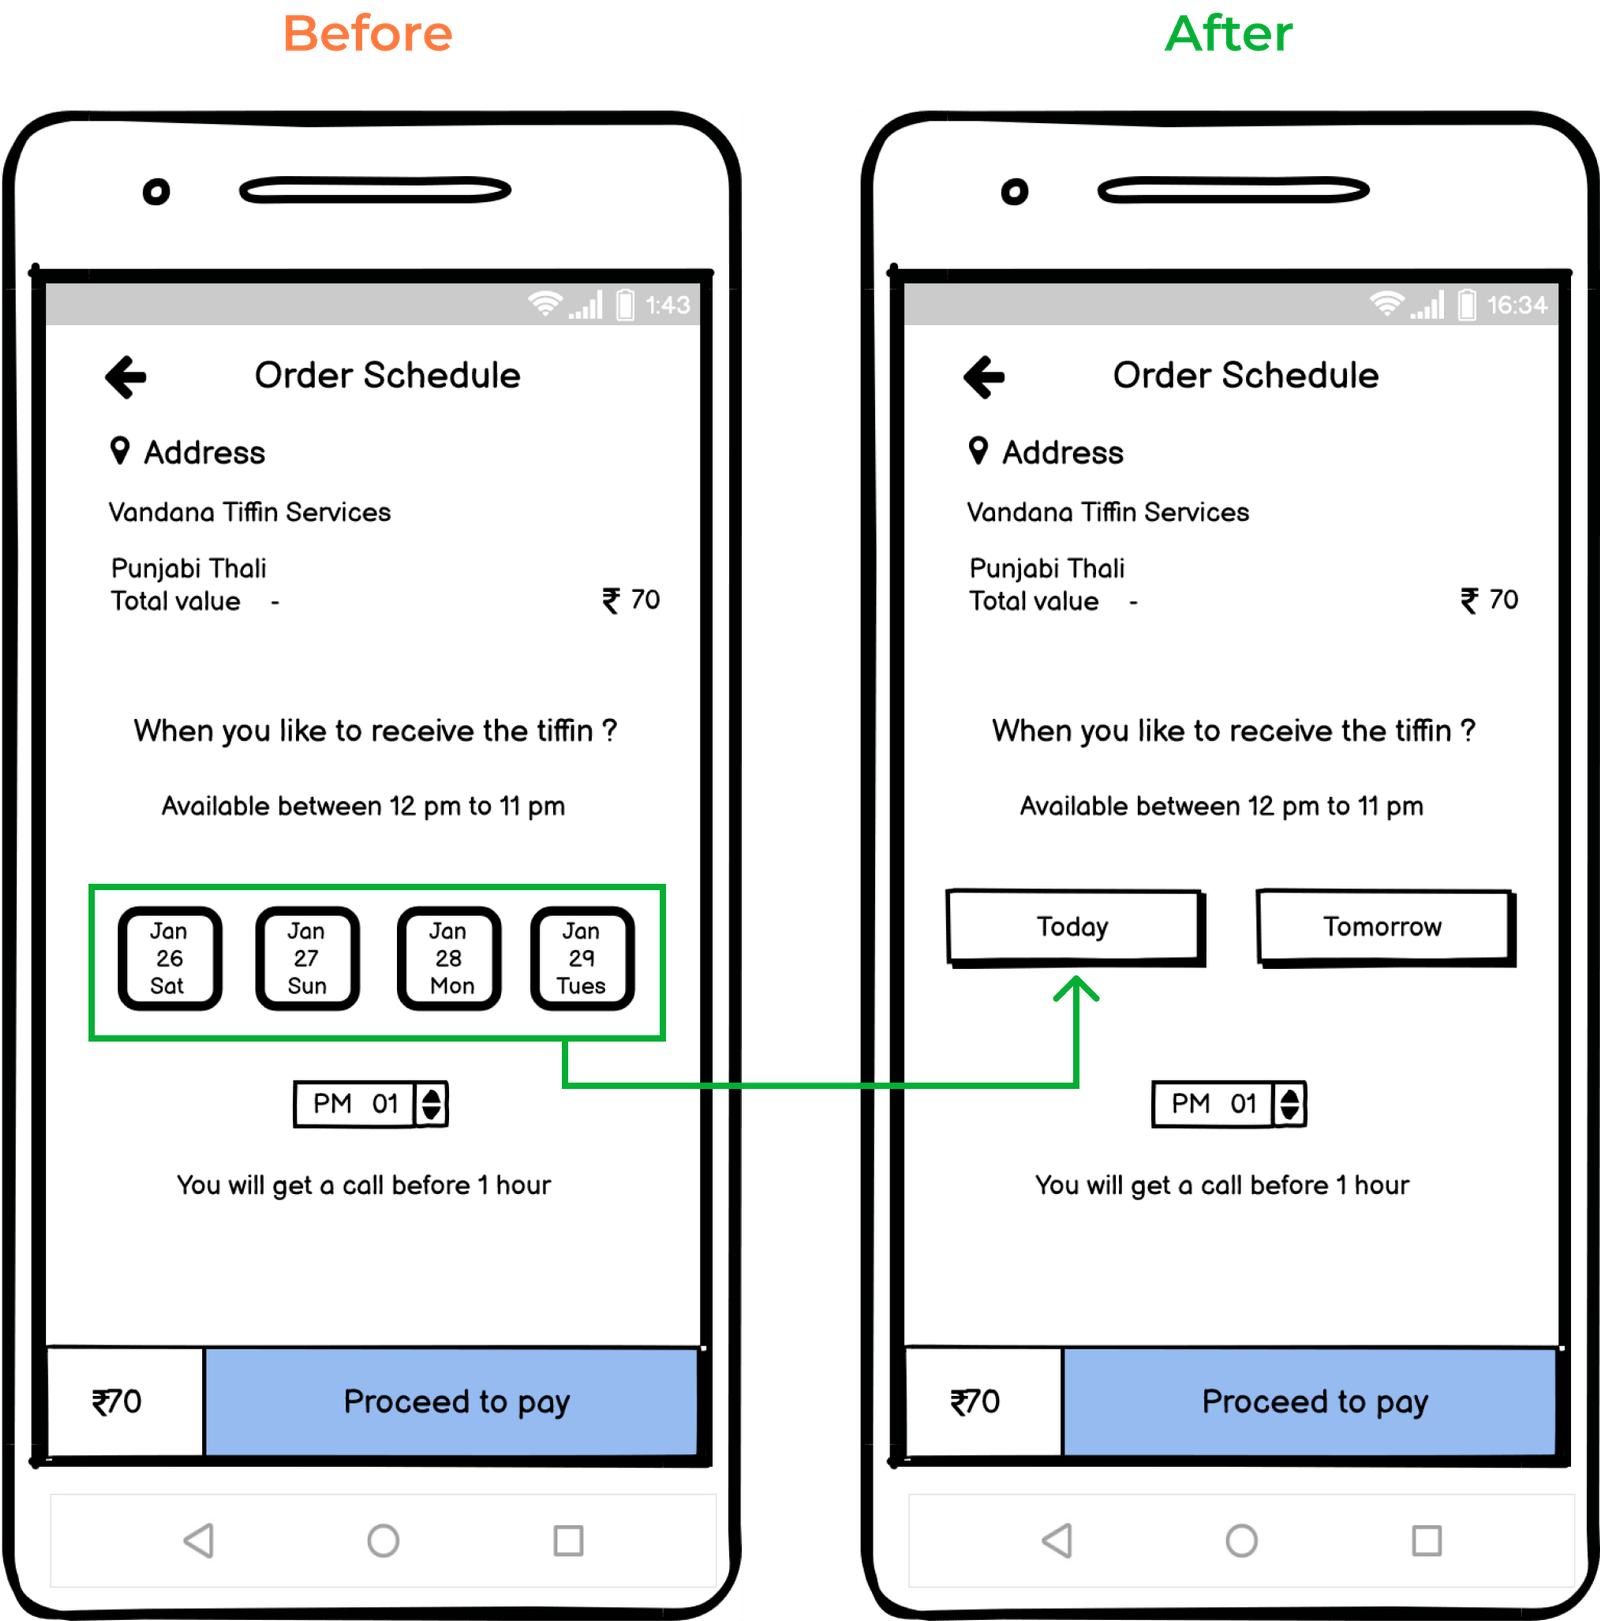 Before
After
1:43
Order Schedule
Address
Vandana Tiffin Services
Punjabi Thali
Total value -
₹ 70
When you like to receive the tiffin ?
Available between 12 pm to 11 pm
Jan
26
Sat
Jan
27
Sun
Jan
28
Mon
Jan
29
Tues
PM 01
You will get a call before 1 hour
₹70
Proceed to pay
16:34
Order Schedule
Address
Vandana Tiffin Services
Punjabi Thali
Total value -
₹ 70
When you like to receive the tiffin ?
Available between 12 pm to 11 pm
Today
Tomorrow
PM 01
You will get a call before 1 hour
₹70
Proceed to pay